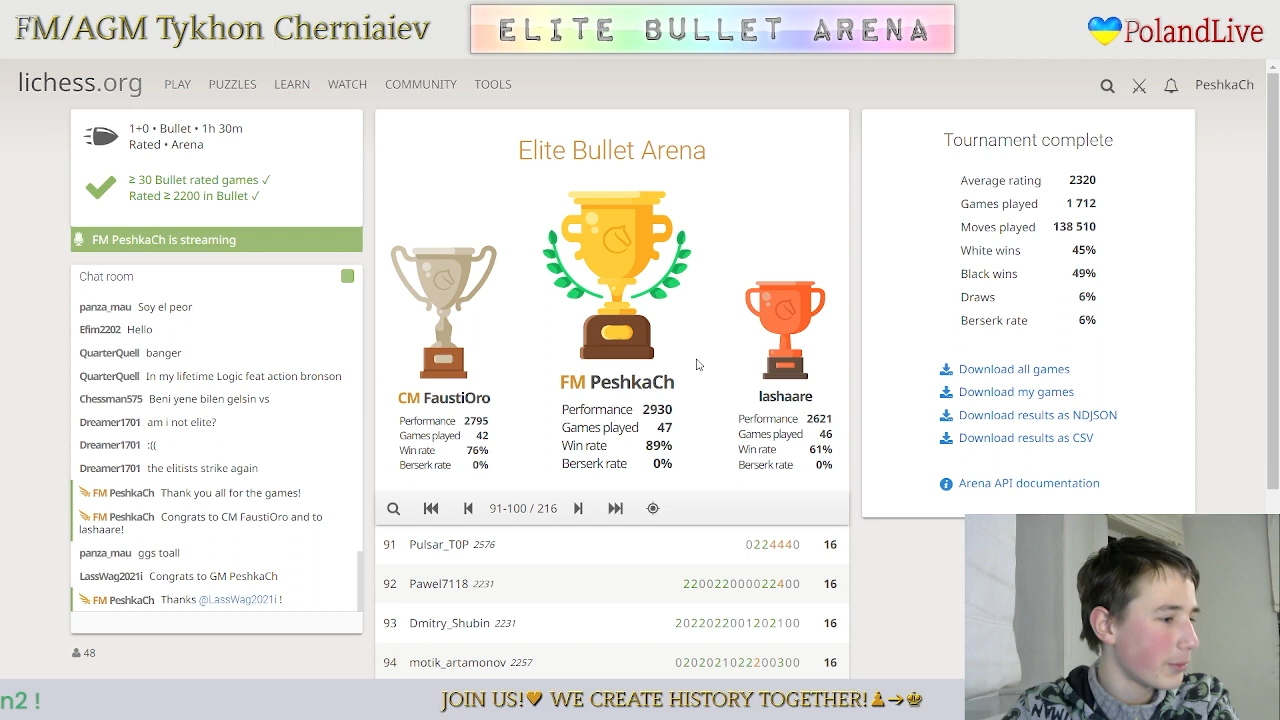 FM/AGM Tykhon Cherniaiev
ELITE BULLET ARENA
PolandLive
lichess.org
PLAY PUZZLES LEARN WATCH COMMUNITY TOOLS
PeshkaCh
1+0 • Bullet • 1h 30m
Rated • Arena
≥ 30 Bullet rated games ✓
Rated ≥ 2200 in Bullet ✓
FM PeshkaCh is streaming
Chat room
panza_mau Soy el peor
Efim2202 Hello
QuarterQuell banger
QuarterQuell In my lifetime Logic feat action bronson
Chessman575 Beni yene bilen gelsin vs
Dreamer1701 am i not elite?
Dreamer1701 :((
Dreamer1701 the elitists strike again
FM PeshkaCh Thank you all for the games!
FM PeshkaCh Congrats to CM FaustiOro and to
lashaare!
panza_mau ggs toall
LassWag2021i Congrats to GM PeshkaCh
FM PeshkaCh Thanks @LassWag2021i !
48
Elite Bullet Arena
CM FaustiOro
Performance 2795
Games played 42
Win rate 76%
Berserk rate 0%
FM PeshkaCh
Performance 2930
Games played 47
Win rate 89%
Berserk rate 0%
lashaare
Performance 2621
Games played 46
Win rate 61%
Berserk rate 0%
91-100 / 216
91 Pulsar_T0P 2576 0224440 16
92 Pawel7118 2231 220022000022400 16
93 Dmitry_Shubin 2231 2022022001202100 16
94 motik_artamonov 2257 0202021022200300 16
Tournament complete
Average rating 2320
Games played 1 712
Moves played 138 510
White wins 45%
Black wins 49%
Draws 6%
Berserk rate 6%
Download all games
Download my games
Download results as NDJSON
Download results as CSV
Arena API documentation
n2 !
JOIN US!♥ WE CREATE HISTORY TOGETHER!♟→♚